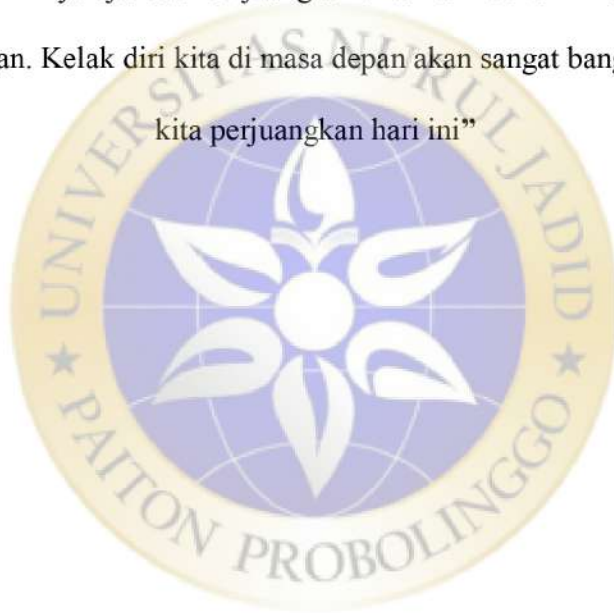 an. Kelak diri kita di masa depan akan sangat bang
kita perjuangkan hari ini”
UNIVERSITAS NURUL JADID
★ PAITON PROBOLINGGO ★